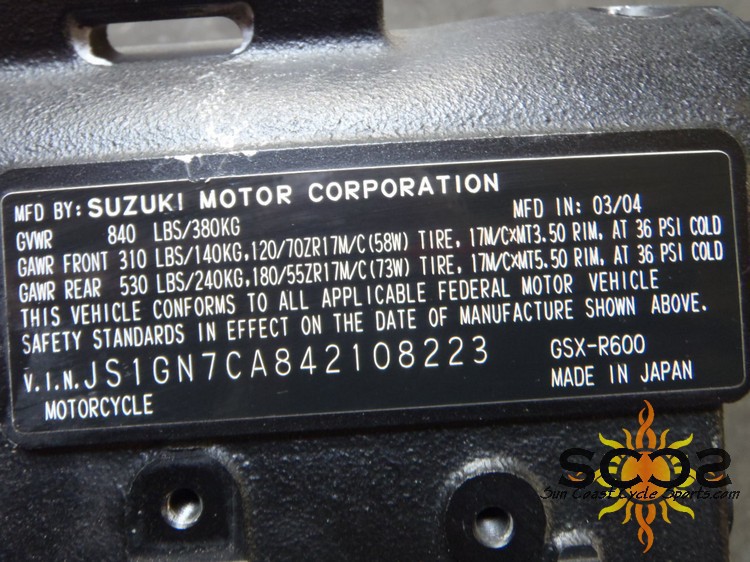 MFD BY: SUZUKI MOTOR CORPORATION
MFD IN: 03/04
GVWR 840 LBS/380KG
GAWR FRONT 310 LBS/140KG, 120/70ZR17M/C(58W) TIRE, 17M/C×MT3.50 RIM, AT 36 PSI COLD
GAWR REAR 530 LBS/240KG, 180/55ZR17M/C(73W) TIRE, 17M/C×MT5.50 RIM, AT 36 PSI COLD
THIS VEHICLE CONFORMS TO ALL APPLICABLE FEDERAL MOTOR VEHICLE
SAFETY STANDARDS IN EFFECT ON THE DATE OF MANUFACTURE SHOWN ABOVE.
V.I.N. JS1GN7CA842108223 GSX-R600
MOTORCYCLE MADE IN JAPAN
SCCS
Sun Coast Cycle Sports.com